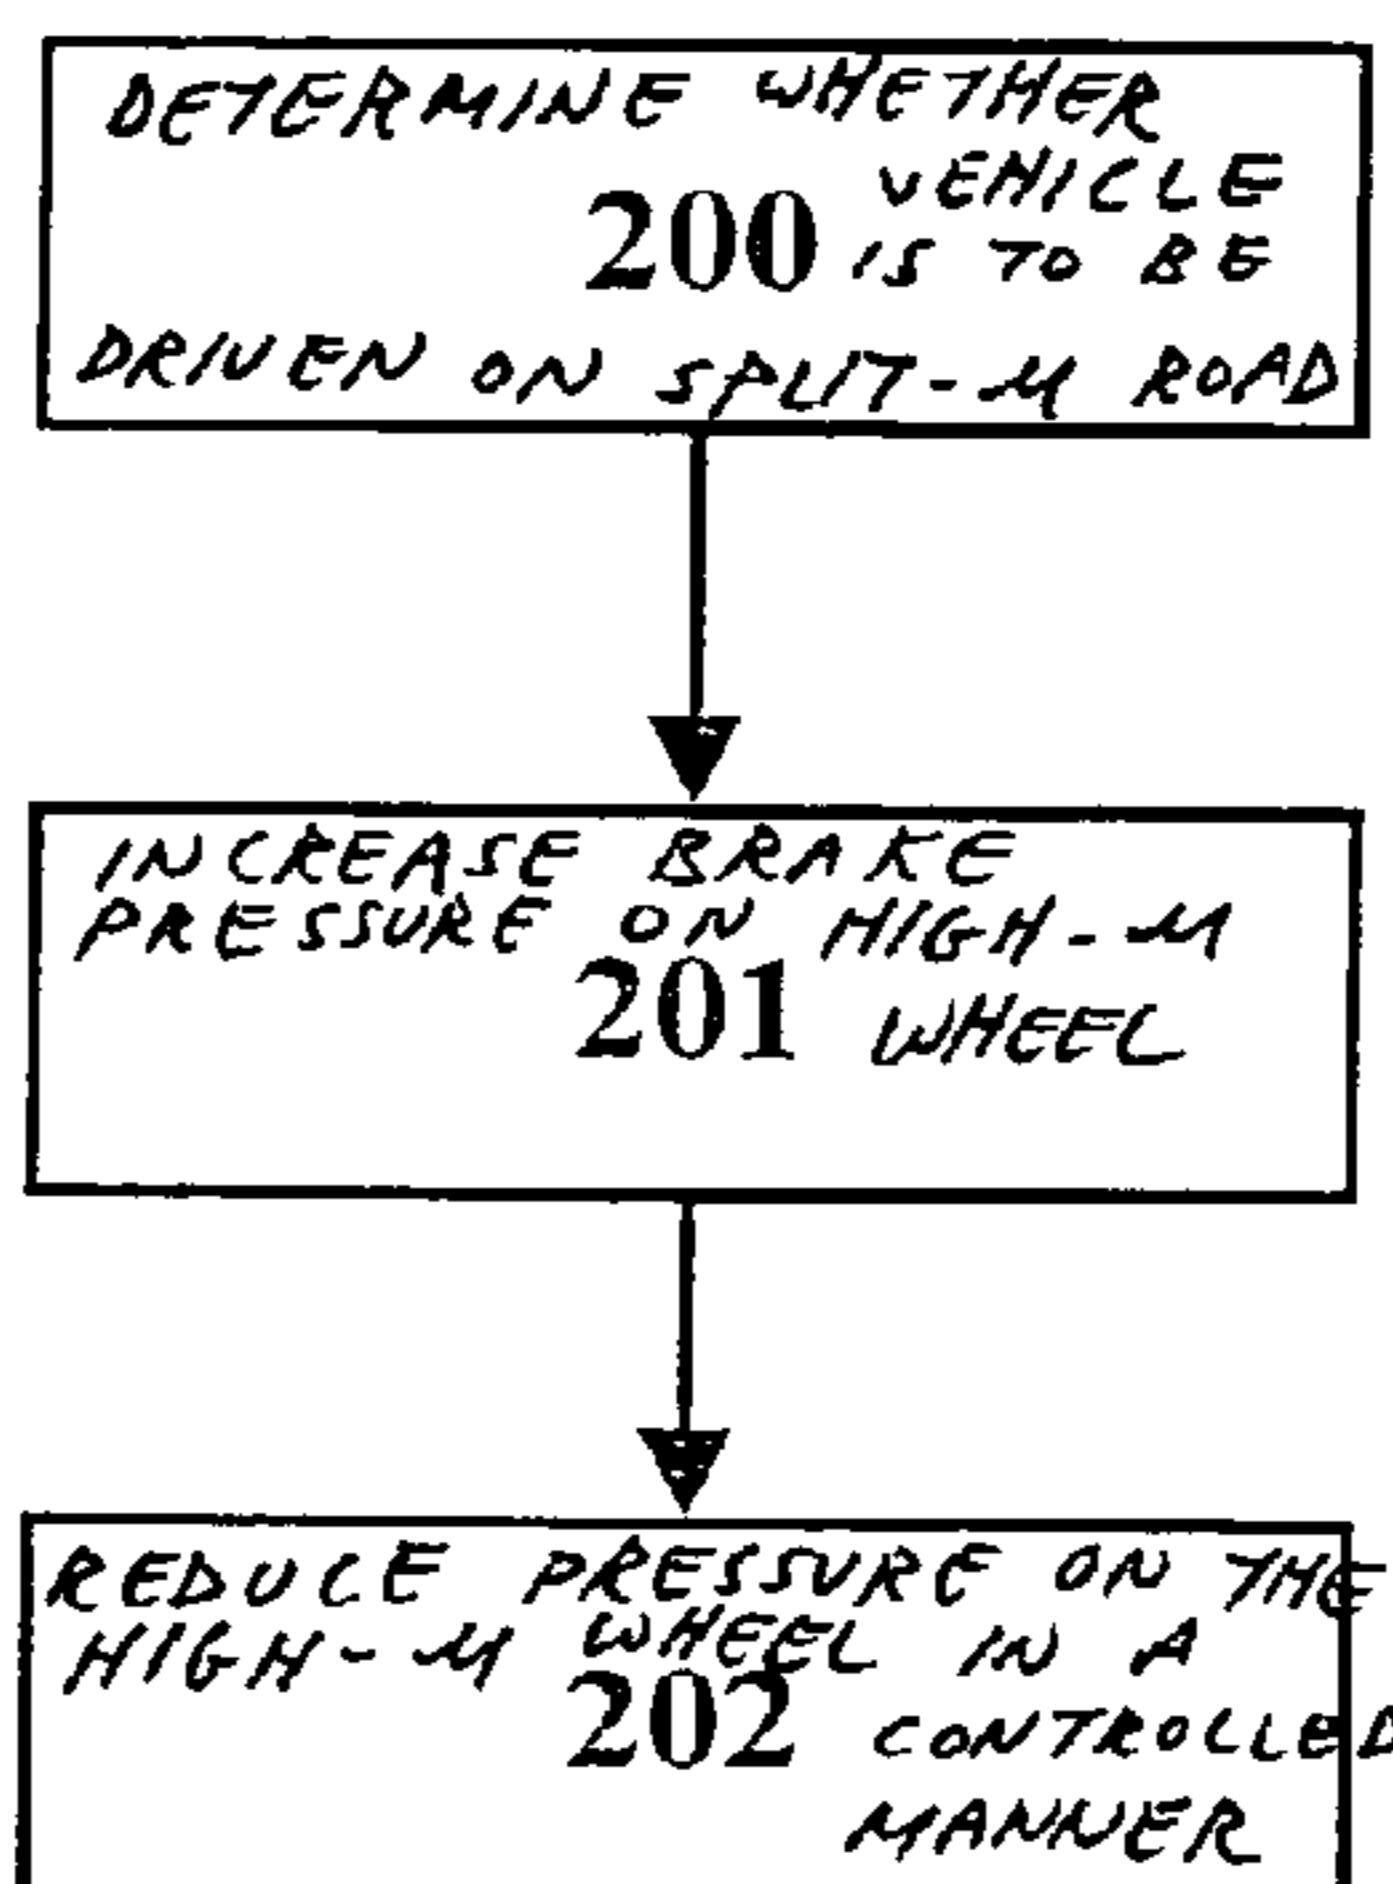 DETERMINE WHETHER
VEHICLE
200 IS TO BE
DRIVEN ON SPLIT-μ ROAD
INCREASE BRAKE
PRESSURE ON HIGH-μ
201 WHEEL
REDUCE PRESSURE ON THE
HIGH-μ WHEEL IN A
202 CONTROLLED
MANNER